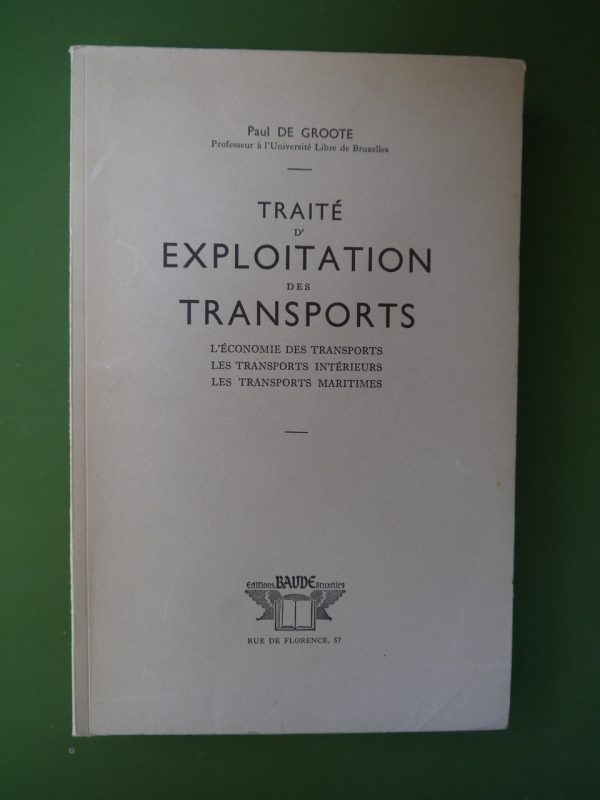 Paul DE GROOTE
Professeur à l'Université Libre de Bruxelles
TRAITÉ
D'
EXPLOITATION
DES
TRANSPORTS
L'ÉCONOMIE DES TRANSPORTS
LES TRANSPORTS INTÉRIEURS
LES TRANSPORTS MARITIMES
Editions BAUDE Bruxelles
RUE DE FLORENCE, 37